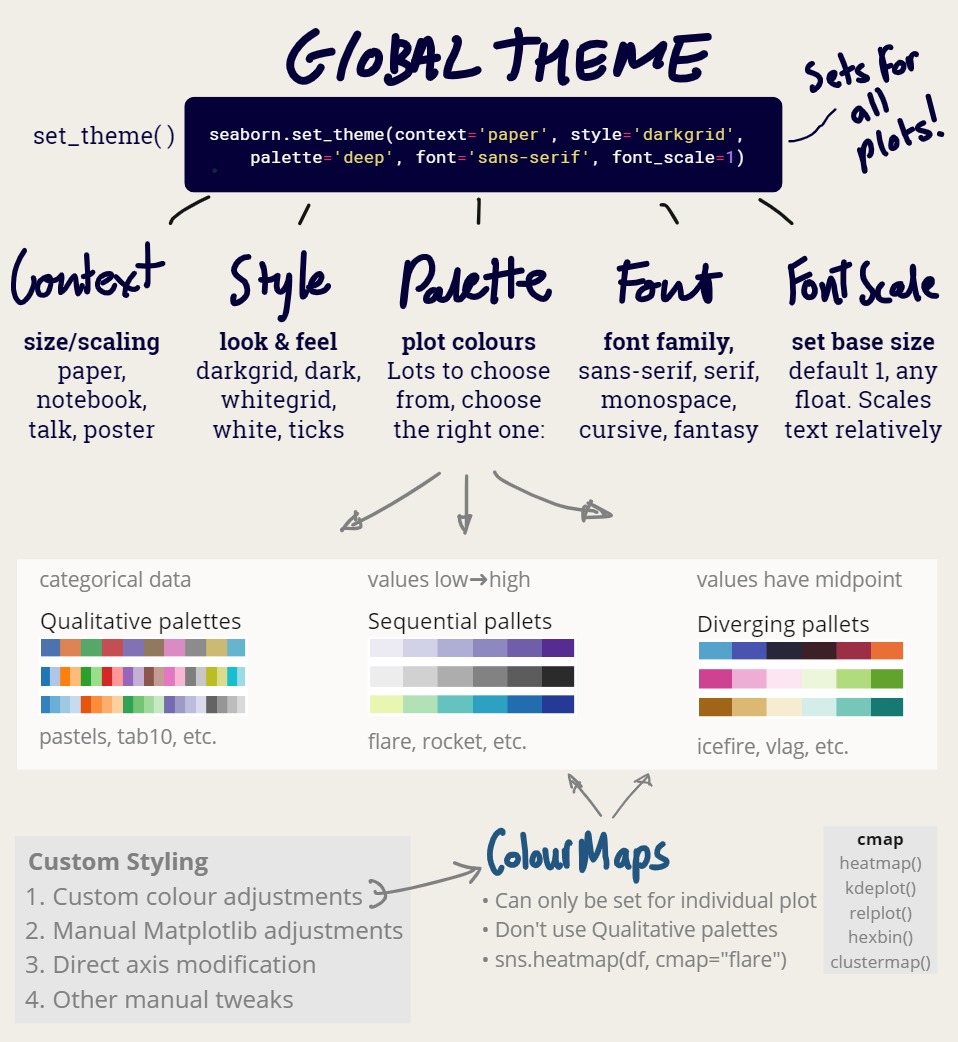 GLOBAL THEME
set_theme( )
seaborn.set_theme(context='paper', style='darkgrid',
palette='deep', font='sans-serif', font_scale=1)
Sets for
all
plots!
Context
size/scaling
paper,
notebook,
talk, poster
Style
look & feel
darkgrid, dark,
whitegrid,
white, ticks
Palette
plot colours
Lots to choose
from, choose
the right one:
Font
font family,
sans-serif, serif,
monospace,
cursive, fantasy
Font Scale
set base size
default 1, any
float. Scales
text relatively
categorical data
Qualitative palettes
pastels, tab10, etc.
values low→high
Sequential pallets
flare, rocket, etc.
values have midpoint
Diverging pallets
icefire, vlag, etc.
Custom Styling
1. Custom colour adjustments
2. Manual Matplotlib adjustments
3. Direct axis modification
4. Other manual tweaks
Colour Maps
• Can only be set for individual plot
• Don't use Qualitative palettes
• sns.heatmap(df, cmap="flare")
cmap
heatmap()
kdeplot()
relplot()
hexbin()
clustermap()